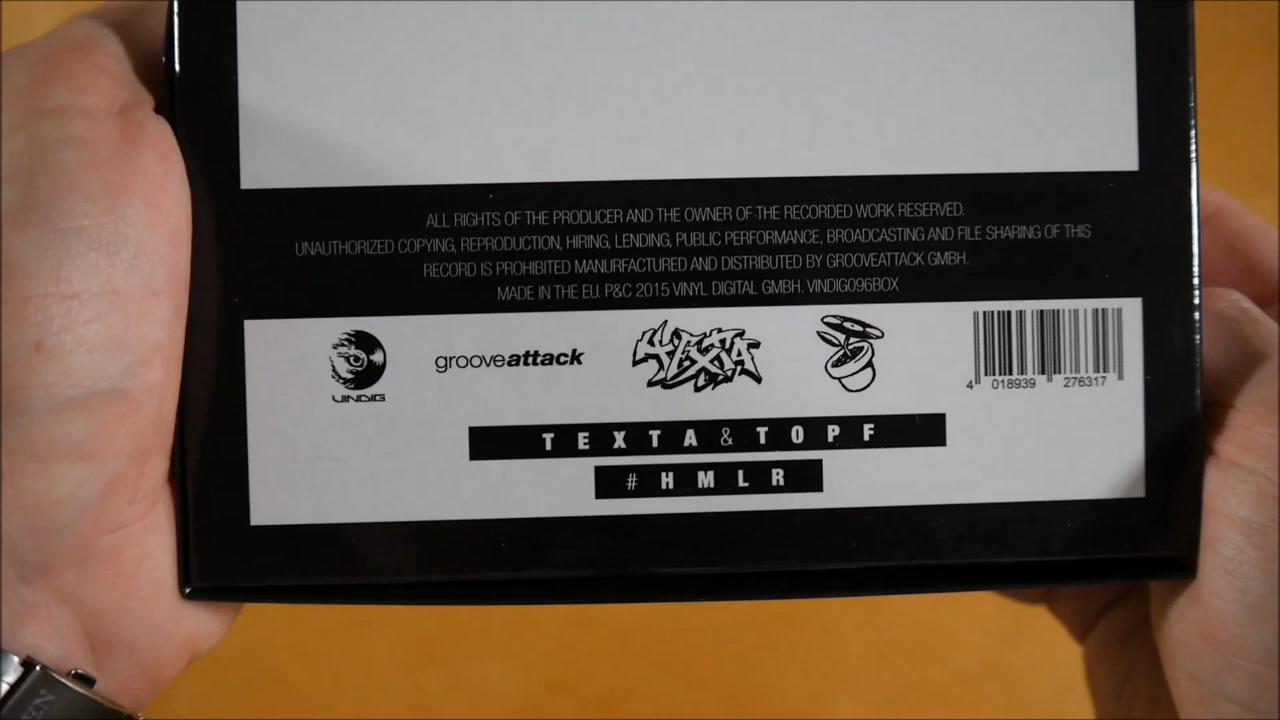 ALL RIGHTS OF THE PRODUCER AND THE OWNER OF THE RECORDED WORK RESERVED.
UNAUTHORIZED COPYING, REPRODUCTION, HIRING, LENDING, PUBLIC PERFORMANCE, BROADCASTING AND FILE SHARING OF THIS
RECORD IS PROHIBITED MANURFACTURED AND DISTRIBUTED BY GROOVEATTACK GMBH.
MADE IN THE EU. P&C 2015 VINYL DIGITAL GMBH. VINDIG096BOX
VINDIG
grooveattack
TEXTA
4 018939 276317
TEXTA & TOPF
#HMLR